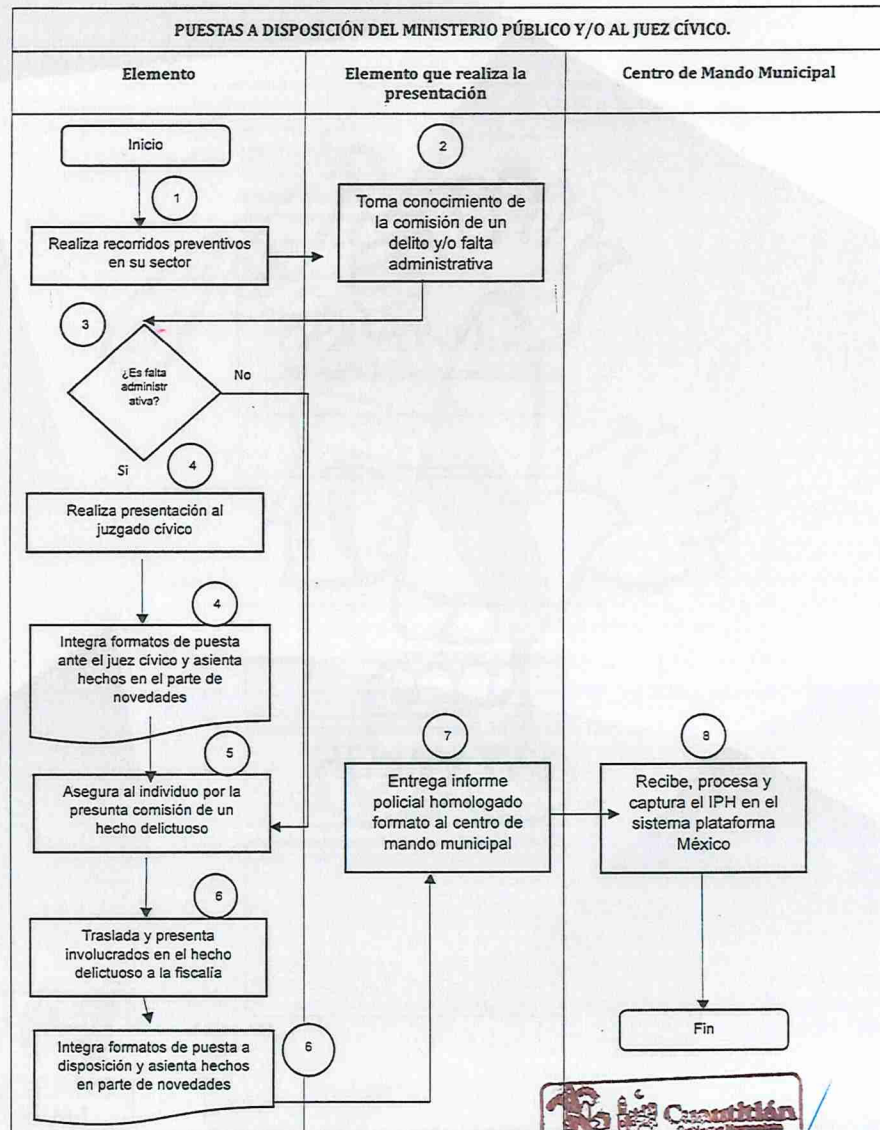 PUESTAS A DISPOSICIÓN DEL MINISTERIO PÚBLICO Y/O AL JUEZ CÍVICO.
Elemento
Elemento que realiza la
presentación
Centro de Mando Municipal
Inicio
2
1
Toma conocimiento de
la comisión de un
delito y/o falta
administrativa
Realiza recorridos preventivos
en su sector
3
¿Es falta
administr
ativa?
No
Si
4
Realiza presentación al
juzgado cívico
4
Integra formatos de puesta
ante el juez cívico y asienta
hechos en el parte de
novedades
5
Asegura al individuo por la
presunta comisión de un
hecho delictuoso
7
Entrega informe
policial homologado
formato al centro de
mando municipal
8
Recibe, procesa y
captura el IPH en el
sistema plataforma
México
6
Traslada y presenta
involucrados en el hecho
delictuoso a la fiscalía
Integra formatos de puesta a
disposición y asienta hechos
en parte de novedades
6
Fin
Cuautitlán